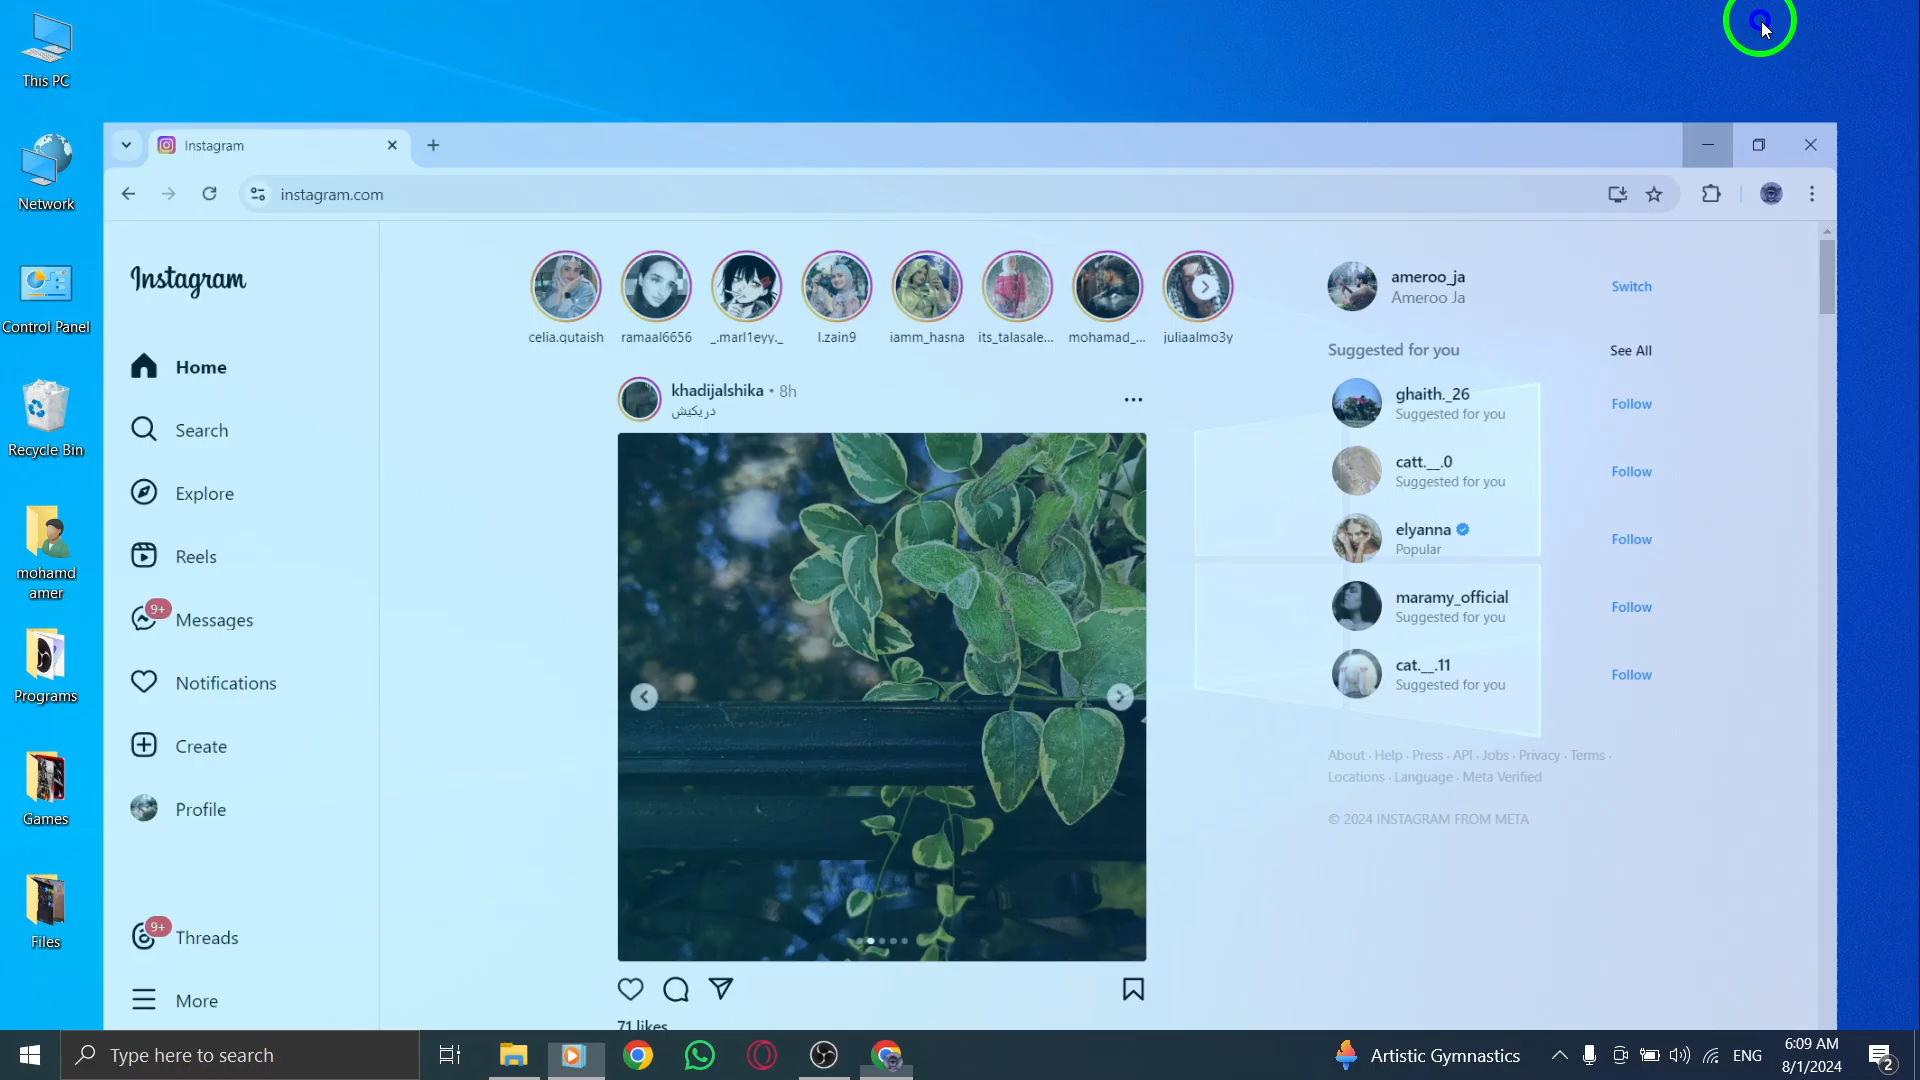 This PC
Network
Control Panel
Recycle Bin
mohamd
amer
Programs
Games
Files
Instagram
instagram.com
Instagram
Home
Search
Explore
Reels
9+
Messages
Notifications
Create
Profile
9+
Threads
More
celia.qutaish
ramaal6656
_.marl1eyy._
l.zain9
iamm_hasna
its_talasale...
mohamad_...
juliaalmo3y
khadijalshika • 8h
دريكيش
71 likes
ameroo_ja
Ameroo Ja
Switch
Suggested for you
See All
ghaith._26
Suggested for you
Follow
catt.__.0
Suggested for you
Follow
elyanna
Popular
Follow
maramy_official
Suggested for you
Follow
cat.__.11
Suggested for you
Follow
About · Help · Press · API · Jobs · Privacy · Terms ·
Locations · Language · Meta Verified
© 2024 INSTAGRAM FROM META
Type here to search
Artistic Gymnastics
ENG
6:09 AM
8/1/2024
2